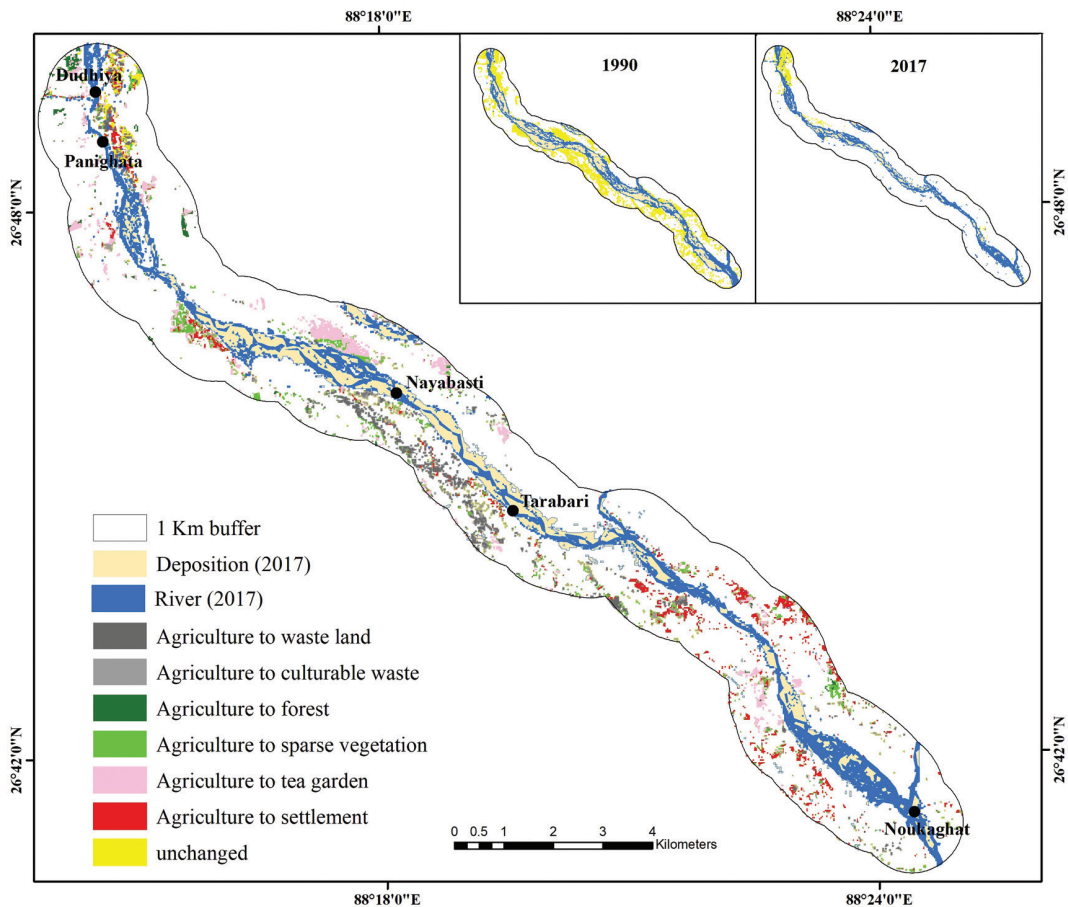 88°18'0"E
88°24'0"E
1990
2017
Dudhiya
Panighata
26°48'0"N
26°48'0"N
Nayabasti
Tarabari
1 Km buffer
Deposition (2017)
River (2017)
Agriculture to waste land
Agriculture to culturable waste
Agriculture to forest
Agriculture to sparse vegetation
Agriculture to tea garden
Agriculture to settlement
unchanged
26°42'0"N
26°42'0"N
Noukaghat
0 0.5 1 2 3 4
Kilometers
88°18'0"E
88°24'0"E